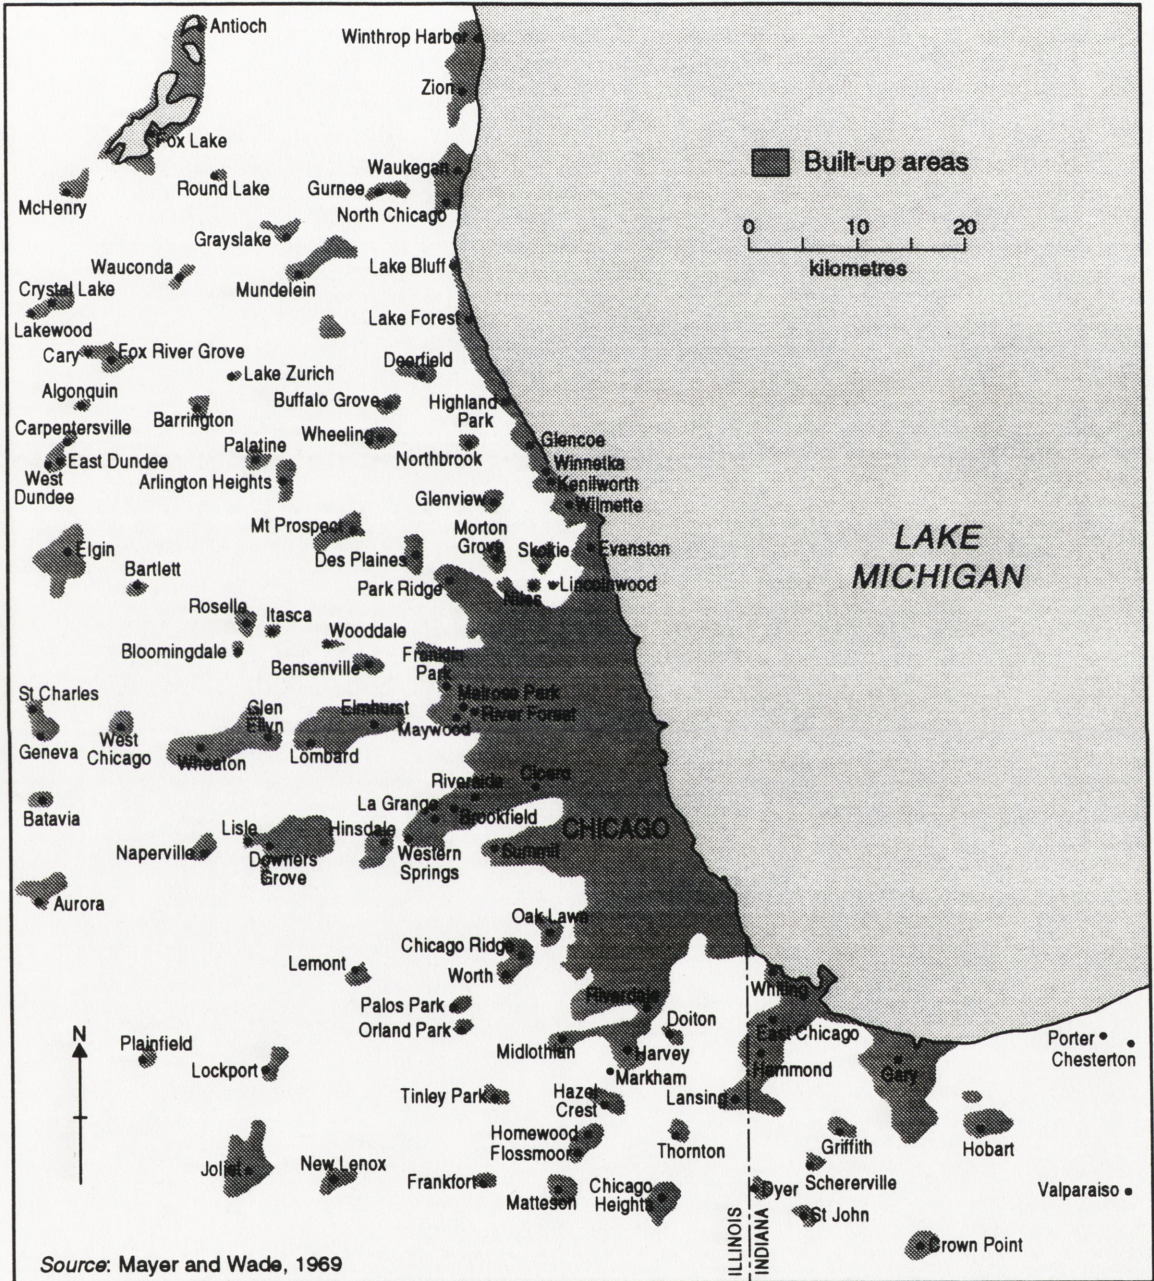 Antioch
Winthrop Harbor
Zion
Fox Lake
Waukegan
Built-up areas
McHenry
Round Lake
Gurnee
North Chicago
0 10 20
kilometres
Grayslake
Wauconda
Lake Bluff
Crystal Lake
Mundelein
Lakewood
Lake Forest
Cary
Fox River Grove
Deerfield
Lake Zurich
Algonquin
Buffalo Grove
Highland
Park
Barrington
Carpentersville
Wheeling
Glencoe
Palatine
Northbrook
East Dundee
Winnetka
West
Dundee
Arlington Heights
Kenilworth
Glenview
Wilmette
Mt Prospect
Morton
Grove
Skokie
Evanston
LAKE
MICHIGAN
Elgin
Des Plaines
Bartlett
Park Ridge
Lincolnwood
Niles
Roselle
Itasca
Wooddale
Bloomingdale
Bensenville
Franklin
Park
St Charles
Melrose Park
Glen
Ellyn
Elmhurst
River Forest
Maywood
Geneva
West
Chicago
Wheaton
Lombard
Riverside
Cicero
La Grange
Brookfield
Batavia
Lisle
Hinsdale
CHICAGO
Naperville
Downers
Grove
Western
Springs
Summit
Aurora
Oak Lawn
Chicago Ridge
Lemont
Worth
Whiting
Riverdale
Palos Park
Orland Park
Doiton
East Chicago
N
Plainfield
Midlothian
Harvey
Porter
Chesterton
Lockport
Markham
Hammond
Gary
Tinley Park
Hazel
Crest
Lansing
Homewood
Flossmoor
Thornton
Griffith
Hobart
Joliet
New Lenox
Frankfort
Matteson
Chicago
Heights
Dyer
Schererville
Valparaiso
St John
ILLINOIS
INDIANA
Crown Point
Source: Mayer and Wade, 1969